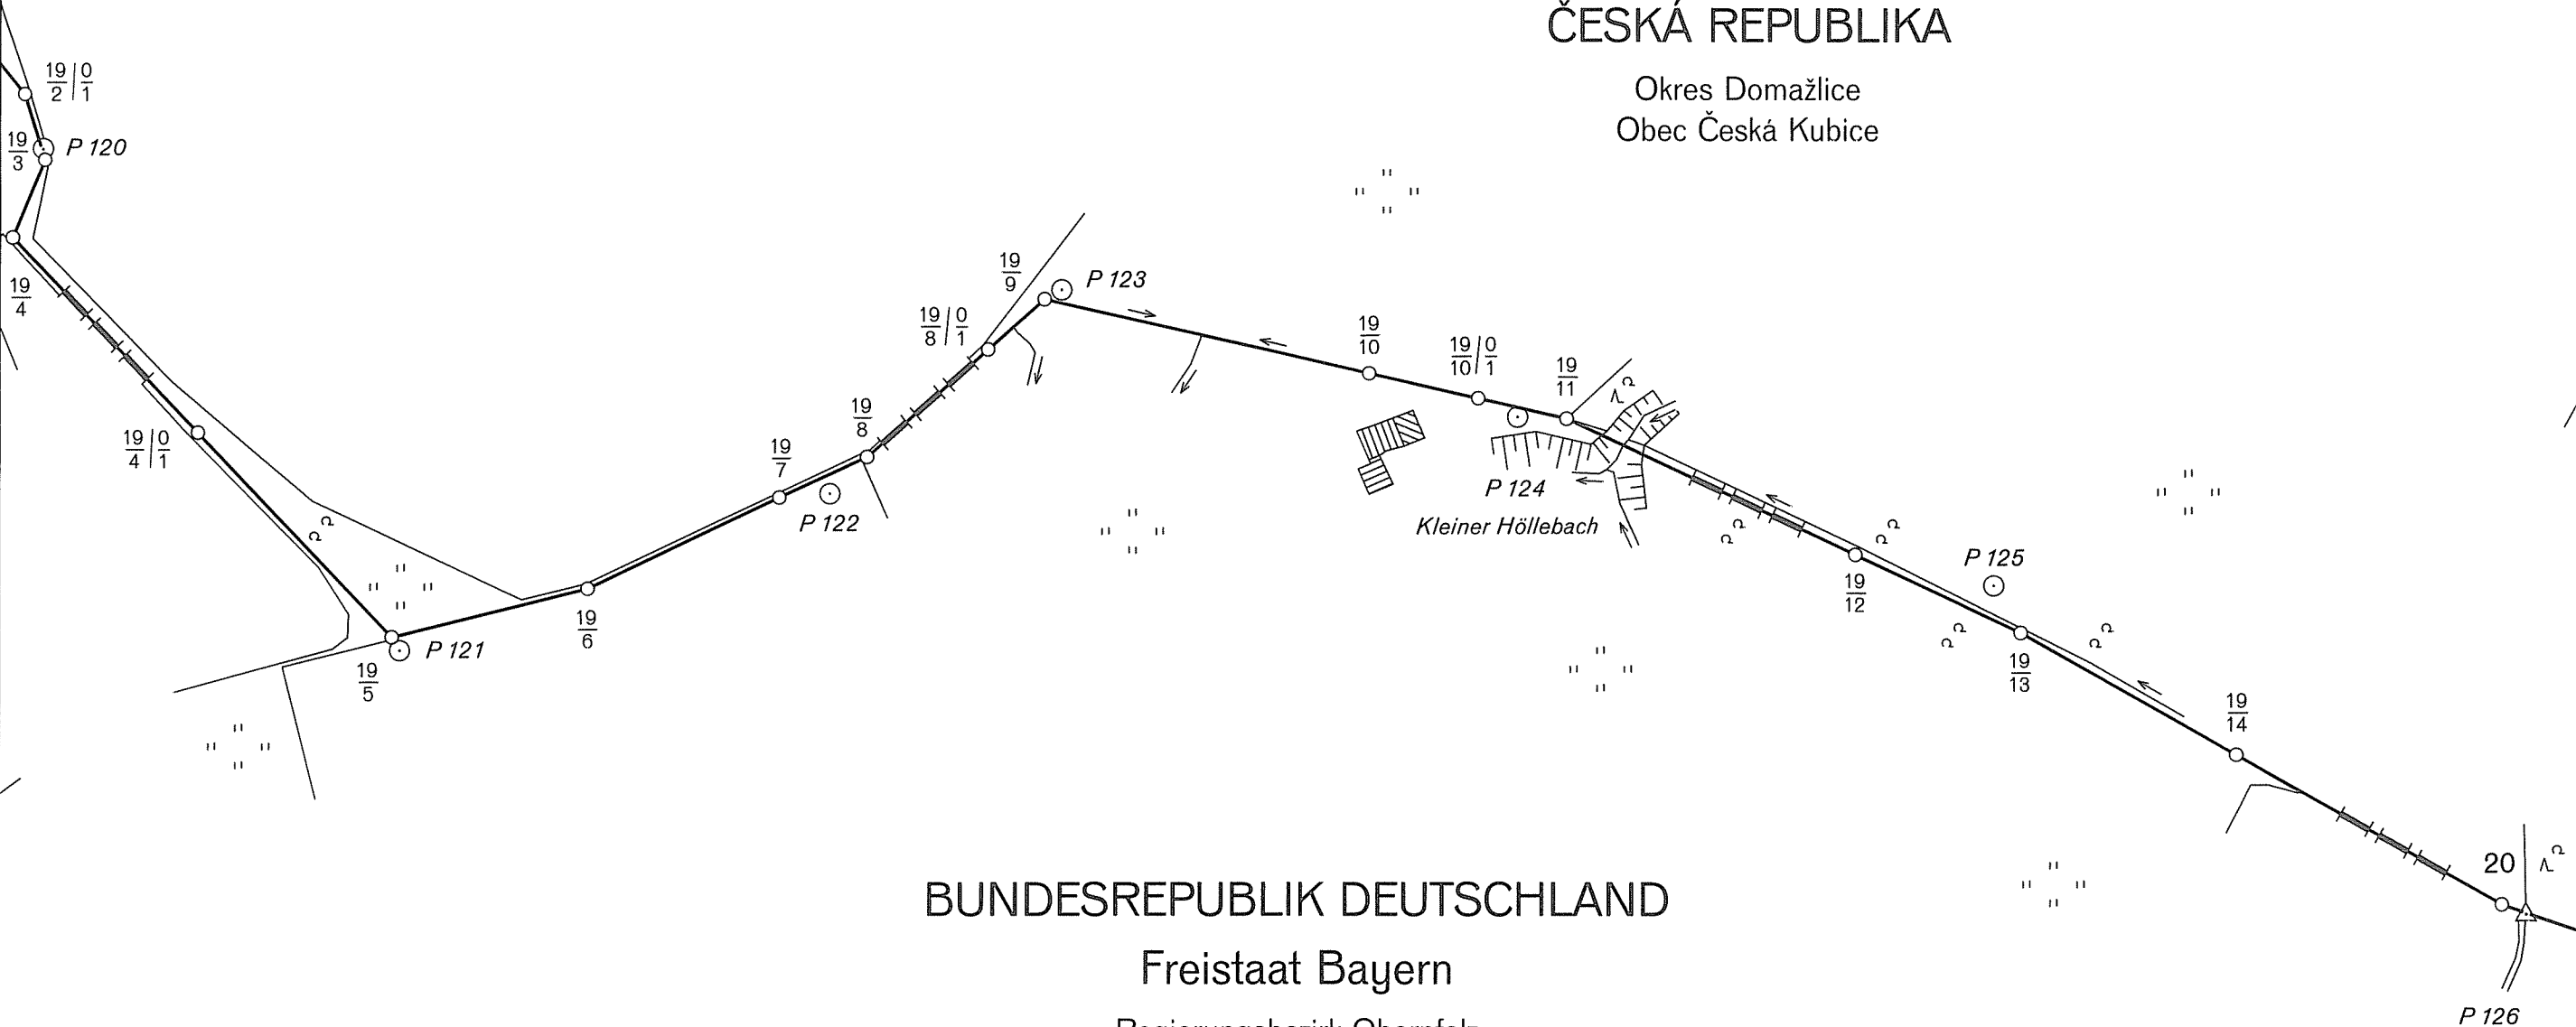 ČESKÁ REPUBLIKA
Okres Domažlice
Obec Česká Kubice
19/2 | 0/1
19/3
P 120
19/4
19/4 | 0/1
19/5
P 121
19/6
19/7
P 122
19/8
19/8 | 0/1
19/9
P 123
19/10
19/10 | 0/1
19/11
P 124
Kleiner Höllebach
19/12
P 125
19/13
19/14
20
P 126
BUNDESREPUBLIK DEUTSCHLAND
Freistaat Bayern
Regierungsbezirk Oberpfalz